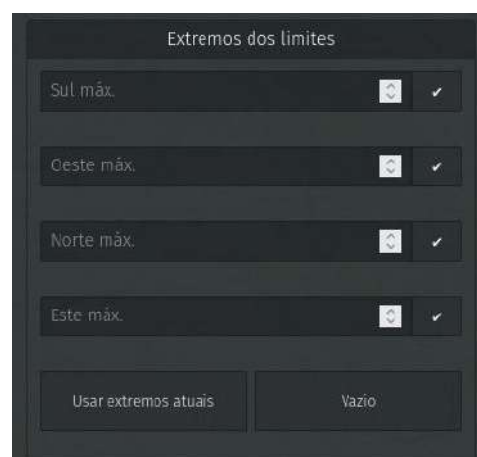 Extremos dos limites
Sul máx.
Oeste máx.
Norte máx.
Este máx.
Usar extremos atuais
Vazio